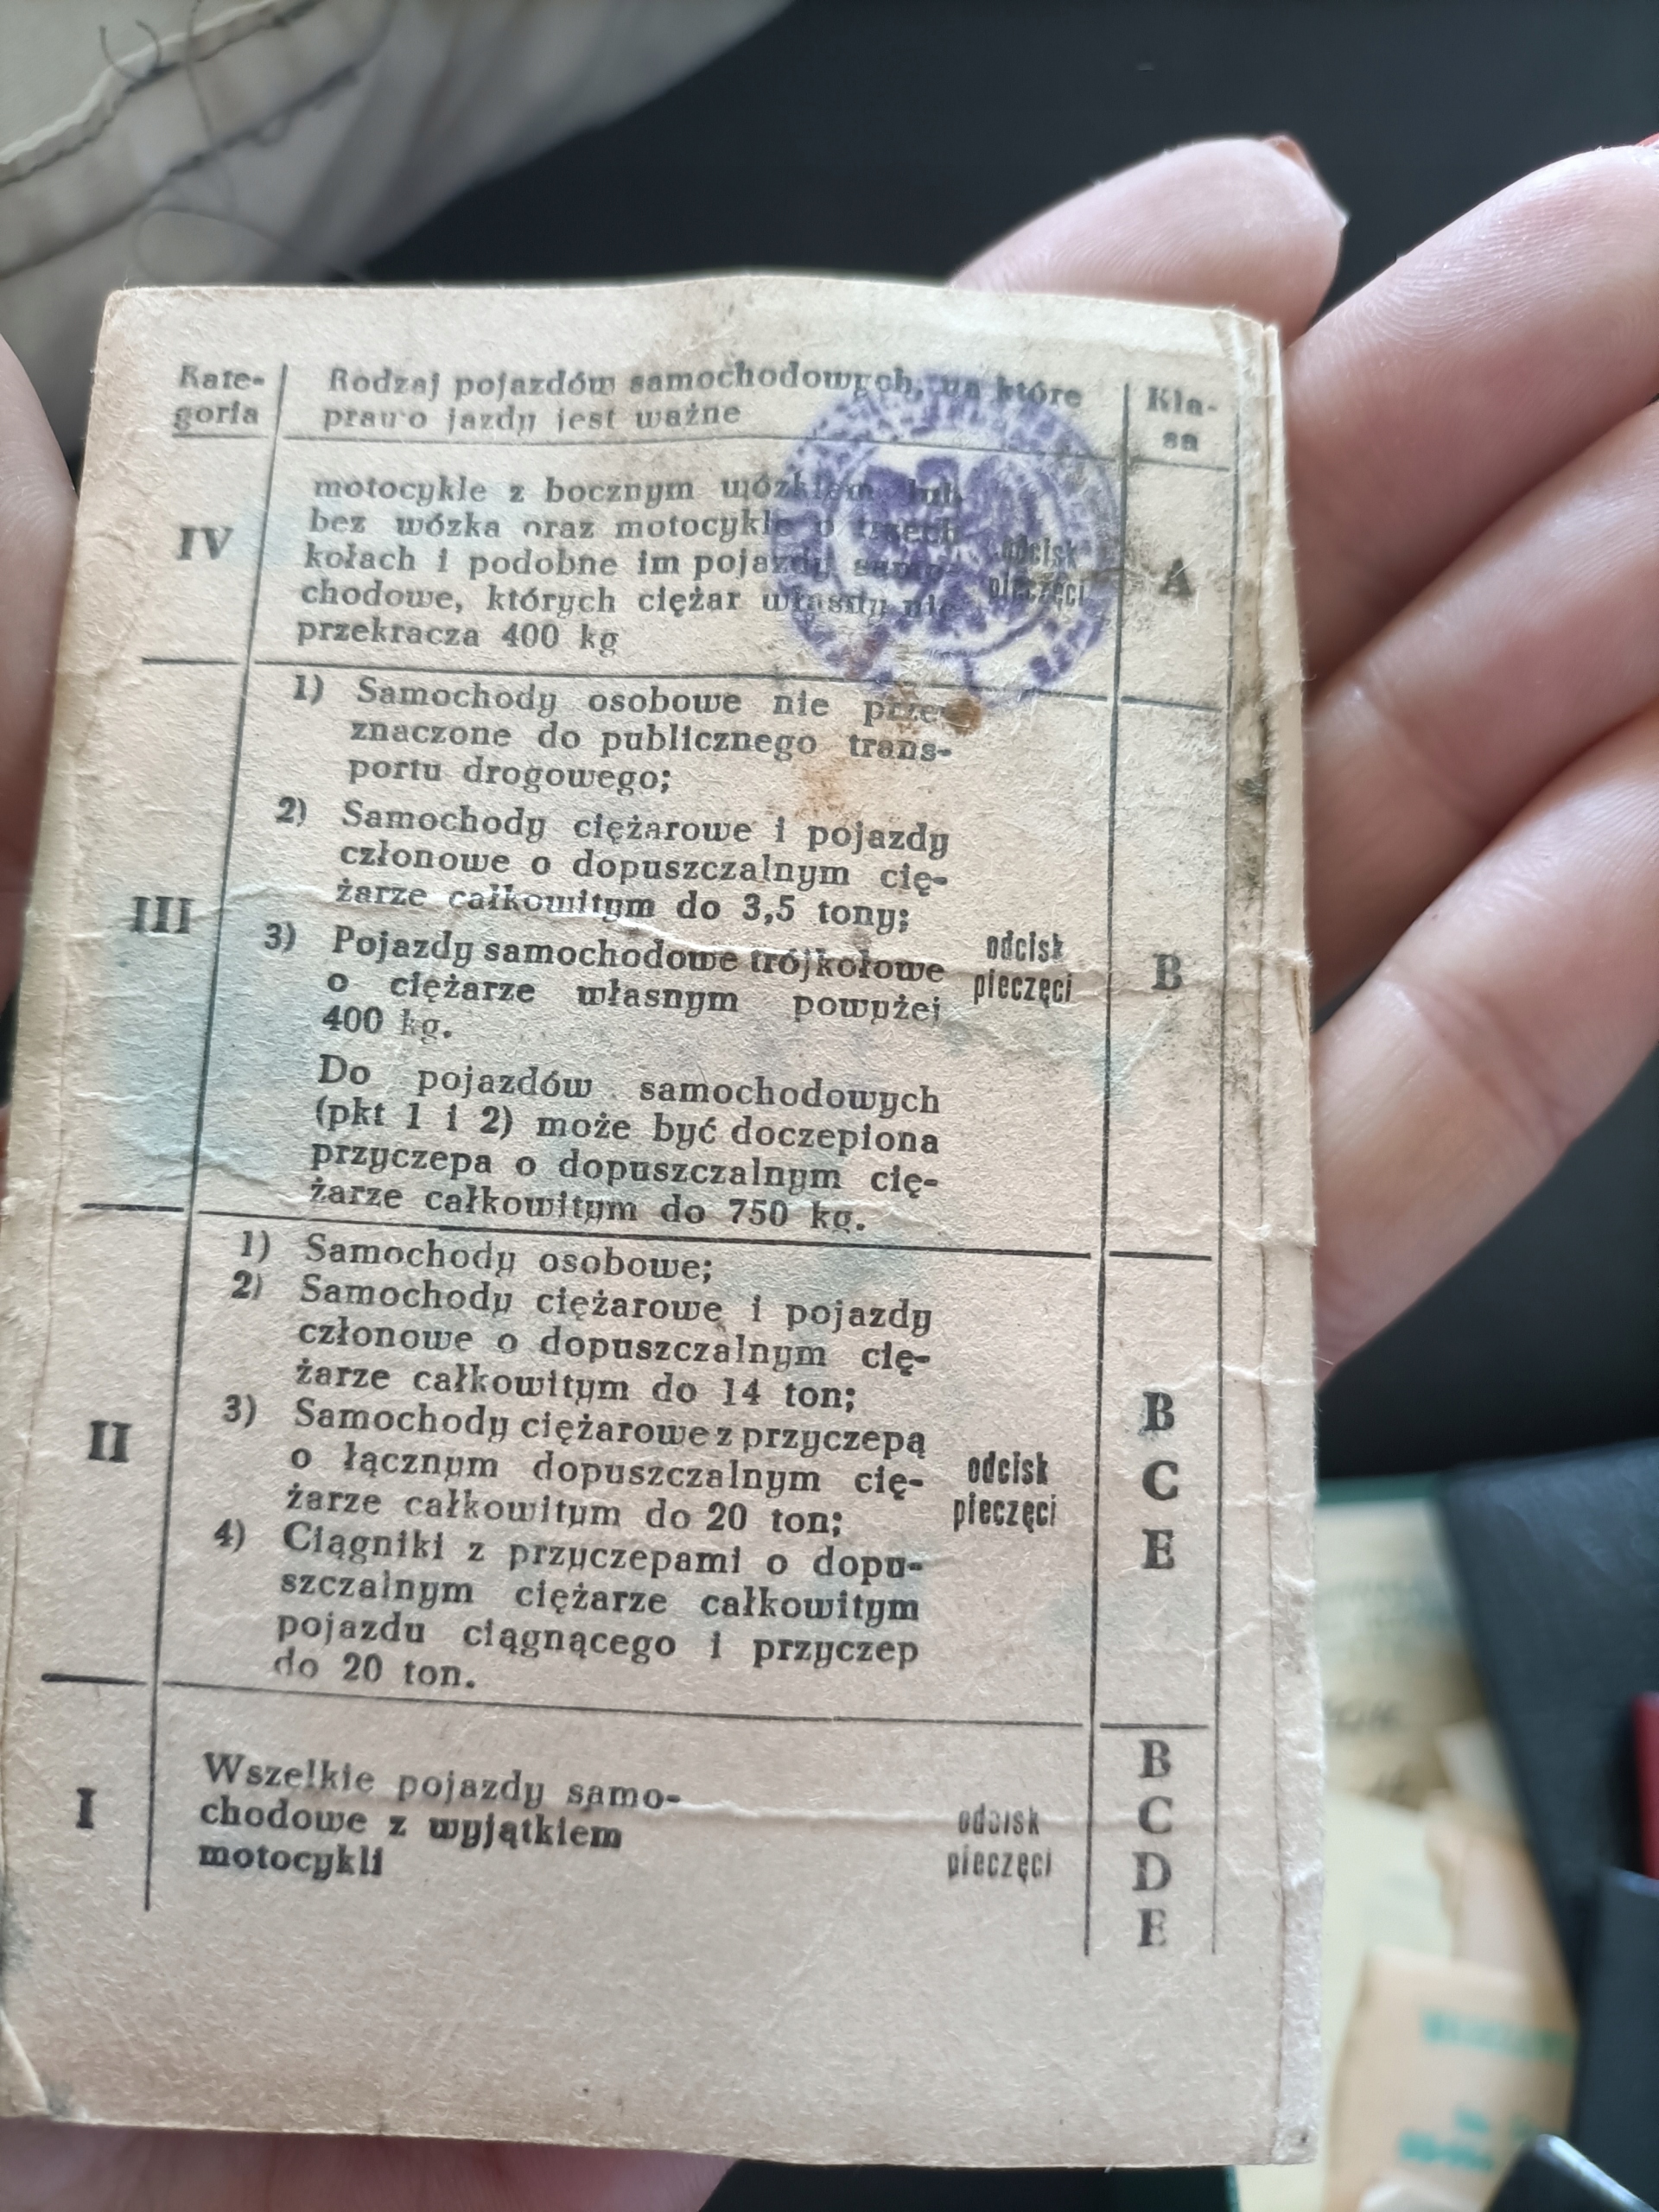 Kate- Rodzaj pojazdów samochodowych, na które Kla-
goria prawo jazdy jest ważne sa
motocykle z bocznym wózkiem lub
bez wózka oraz motocykle o trzech
IV kołach i podobne im pojazdy samo- odcisk A
chodowe, których ciężar własny nie pieczęci
przekracza 400 kg
1) Samochody osobowe nie prze-
znaczone do publicznego trans-
portu drogowego;
2) Samochody ciężarowe i pojazdy
członowe o dopuszczalnym cię-
żarze całkowitym do 3,5 tony;
III 3) Pojazdy samochodowe trójkołowe odcisk B
o ciężarze własnym powyżej pieczęci
400 kg.
Do pojazdów samochodowych
(pkt 1 i 2) może być doczepiona
przyczepa o dopuszczalnym cię-
żarze całkowitym do 750 kg.
1) Samochody osobowe;
2) Samochody ciężarowe i pojazdy
członowe o dopuszczalnym cię-
żarze całkowitym do 14 ton;
II 3) Samochody ciężarowe z przyczepą B
o łącznym dopuszczalnym cię- odcisk C
żarze całkowitym do 20 ton; pieczęci
4) Ciągniki z przyczepami o dopu- E
szczalnym ciężarze całkowitym
pojazdu ciągnącego i przyczep
do 20 ton.
Wszelkie pojazdy samo- B
I chodowe z wyjątkiem odcisk C
motocykli pieczęci D
E